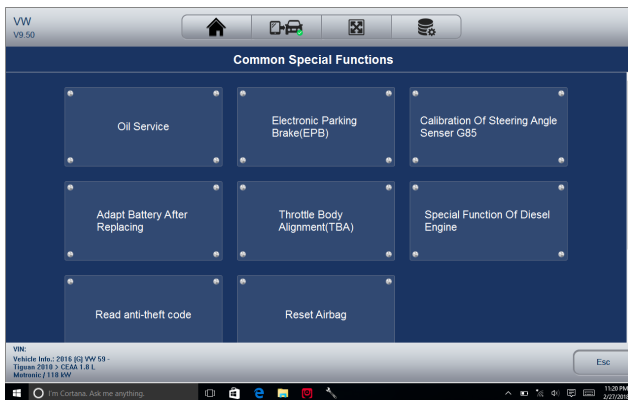 VW
V9.50
Common Special Functions
Oil Service
Electronic Parking
Brake(EPB)
Calibration Of Steering Angle
Senser G85
Adapt Battery After
Replacing
Throttle Body
Alignment(TBA)
Special Function Of Diesel
Engine
Read anti-theft code
Reset Airbag
VIN:
Vehicle Info.: 2016 (G) VW 59 -
Tiguan 2010 > CEAA 1.8 L
Motronic / 118 kW
Esc
I'm Cortana. Ask me anything.
11:20 PM
2/27/2018